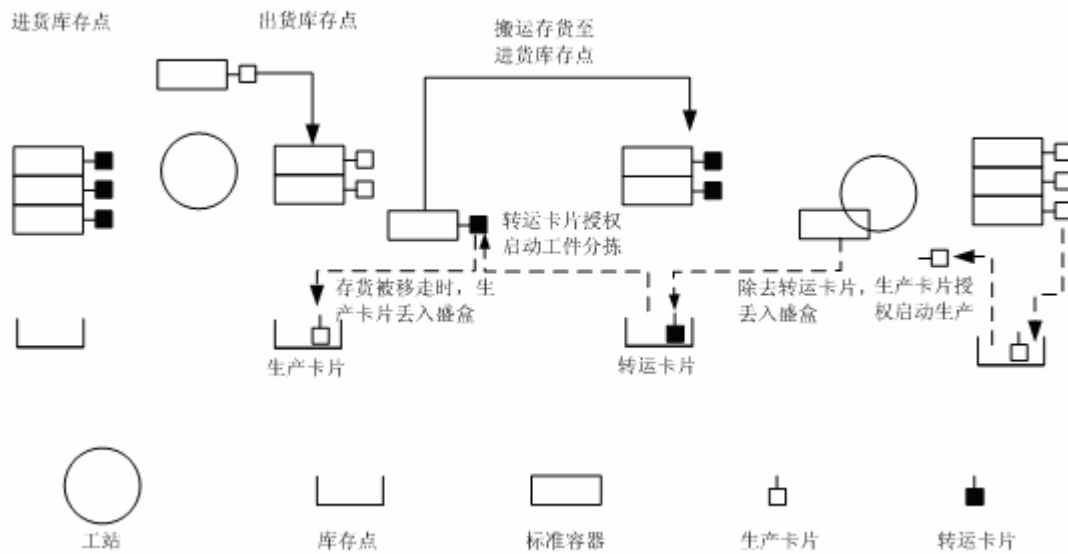 进货库存点
出货库存点
搬运存货至
进货库存点
转运卡片授权
启动工件分拣
存货被移走时，生
产卡片丢入盛盒
除去转运卡片，
丢入盛盒
生产卡片授
权启动生产
生产卡片
转运卡片
工站
库存点
标准容器
生产卡片
转运卡片